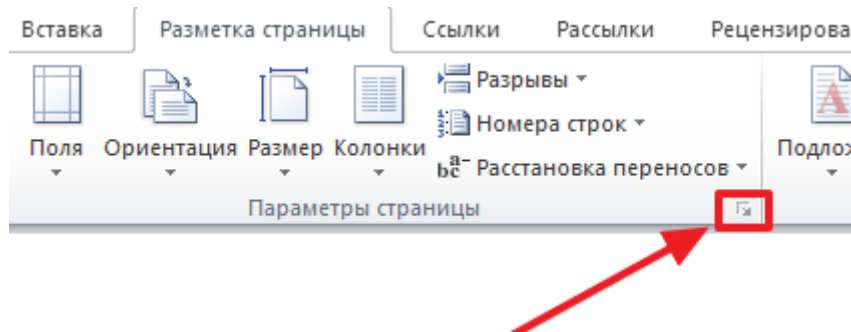 Вставка Разметка страницы Ссылки Рассылки Рецензирова
Разрывы
Номера строк
Поля Ориентация Размер Колонки Подлож
Расстановка переносов
Параметры страницы